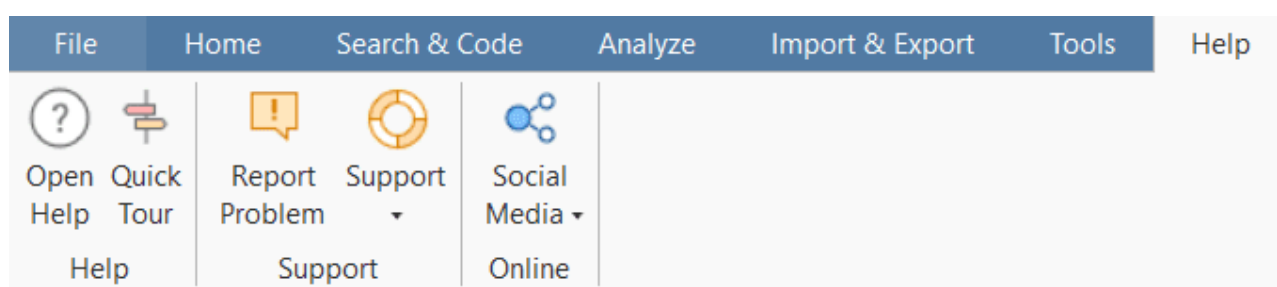 File Home Search & Code Analyze Import & Export Tools Help
? !
Open Quick Report Support Social
Help Tour Problem Media
Help Support Online